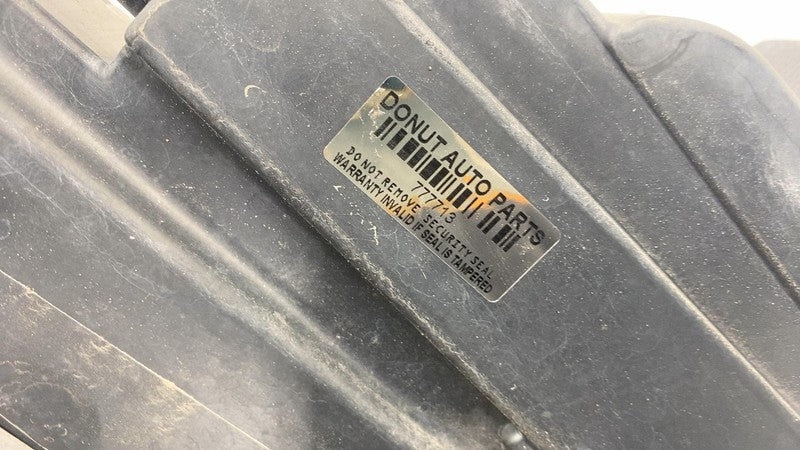 DONUT AUTO PARTS
777713
DO NOT REMOVE SECURITY SEAL
WARRANTY INVALID IF SEAL IS TAMPERED